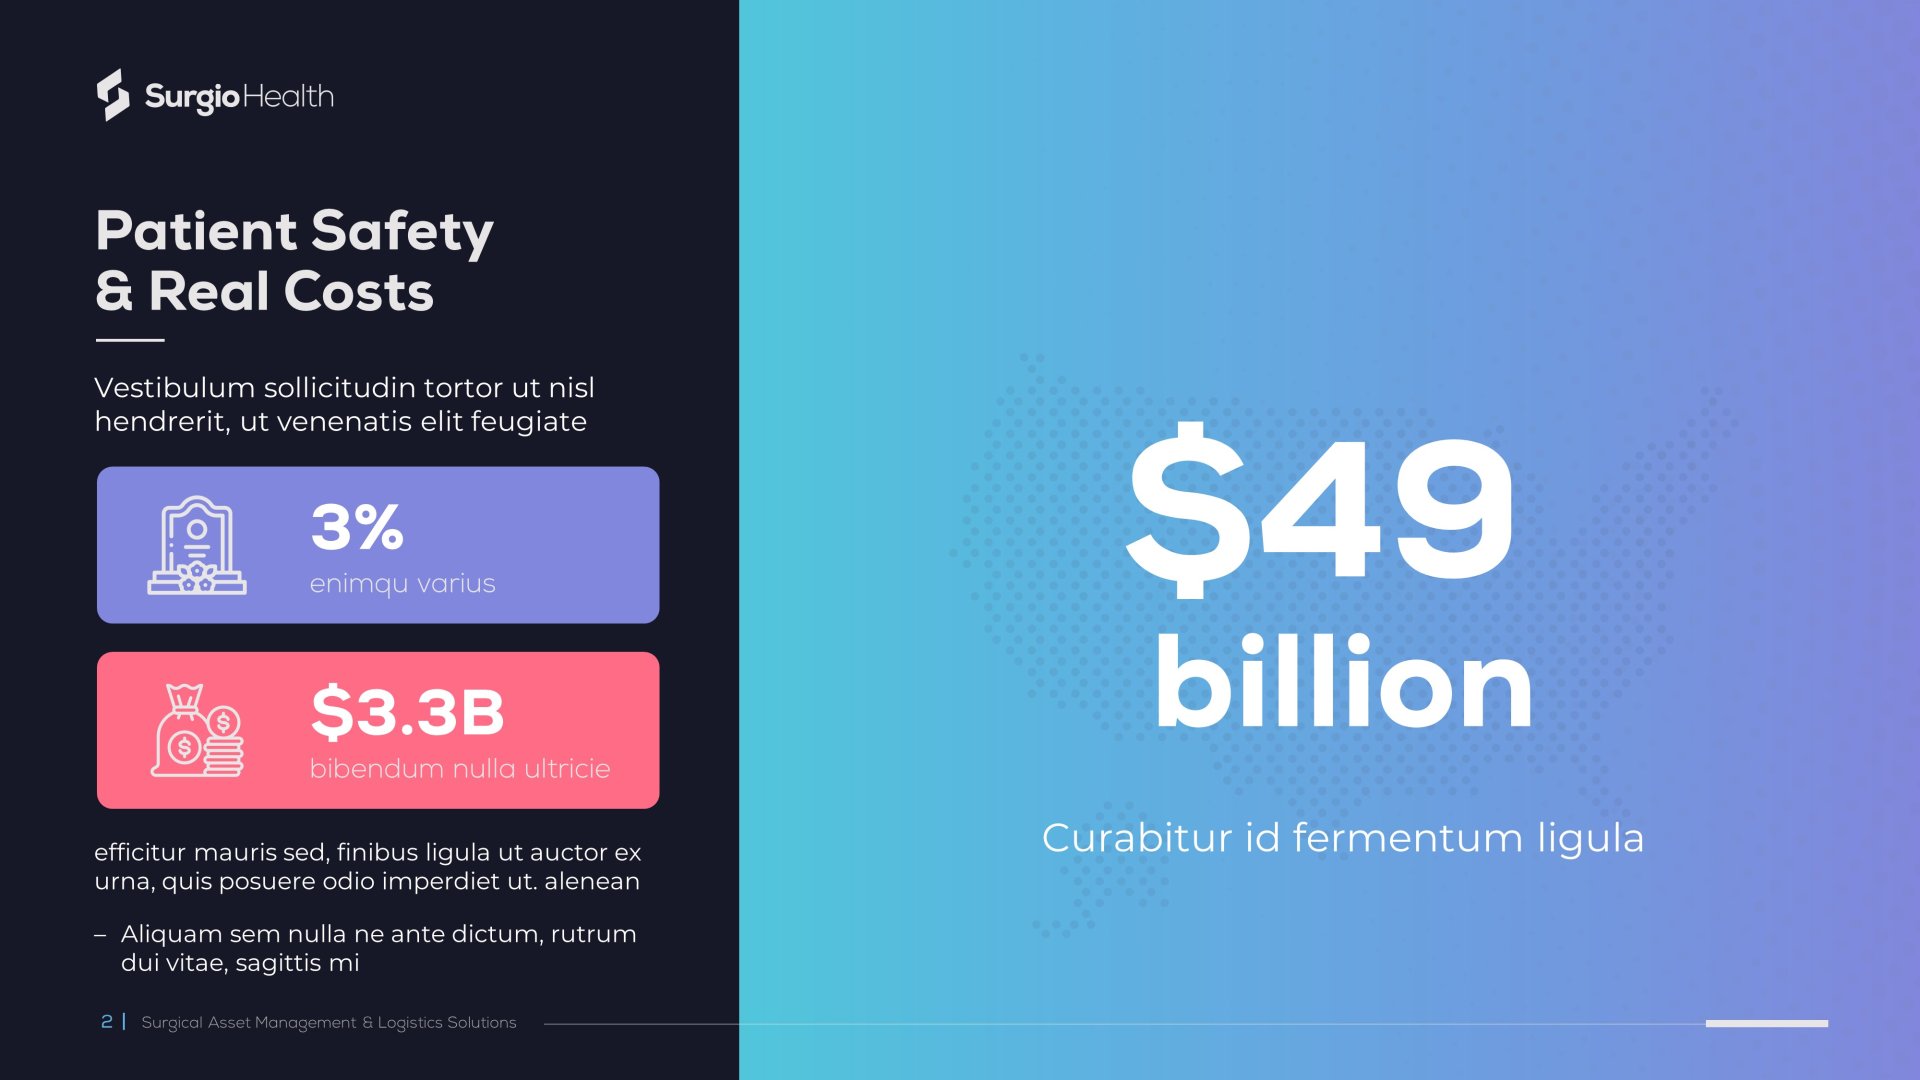 Surgio Health
Patient Safety
& Real Costs
Vestibulum sollicitudin tortor ut nisl
hendrerit, ut venenatis elit feugiate
3%
enimqu varius
$3.3B
bibendum nulla ultricie
efficitur mauris sed, finibus ligula ut auctor ex
urna, quis posuere odio imperdiet ut. alenean
– Aliquam sem nulla ne ante dictum, rutrum
dui vitae, sagittis mi
2 | Surgical Asset Management & Logistics Solutions
$49
billion
Curabitur id fermentum ligula